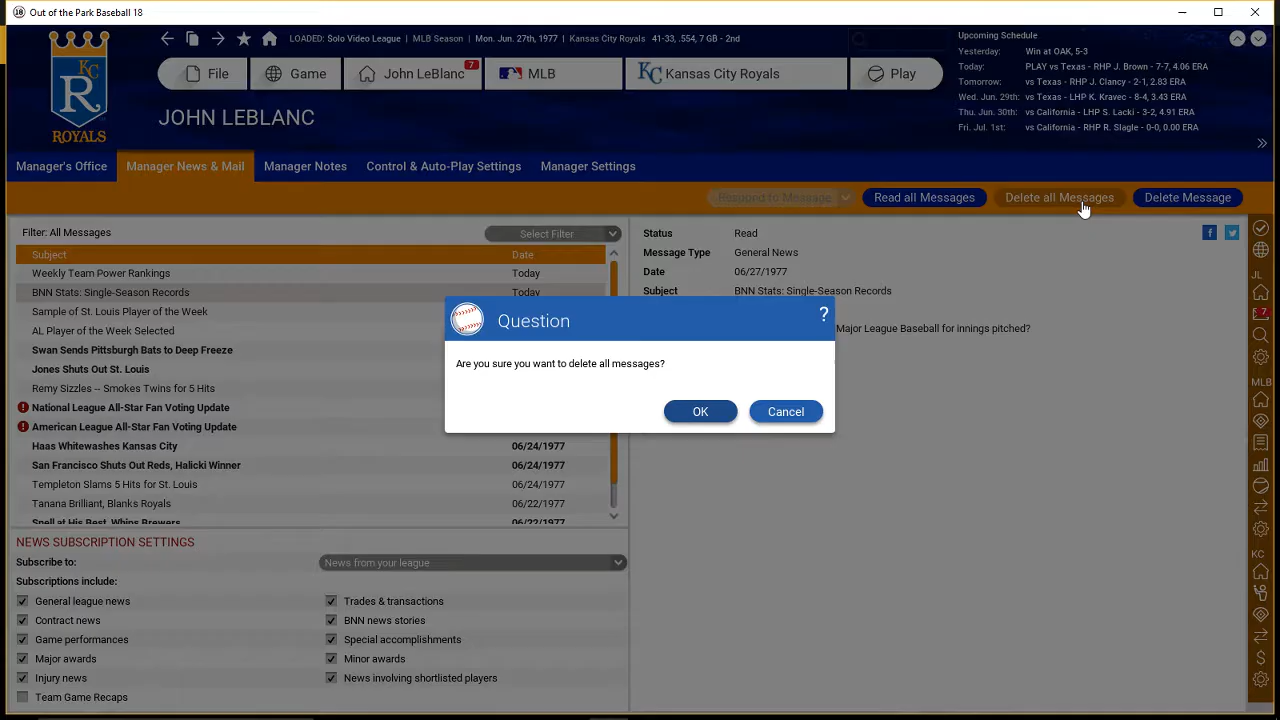 Out of the Park Baseball 18
LOADED: Solo Video League | MLB Season | Mon. Jun. 27th, 1977 | Kansas City Royals 41-33, .554, 7 GB - 2nd
Upcoming Schedule
Yesterday: Win at OAK, 5-3
Today: PLAY vs Texas - RHP J. Brown - 7-7, 4.06 ERA
Tomorrow: vs Texas - RHP J. Clancy - 2-1, 2.83 ERA
Wed. Jun. 29th: vs Texas - LHP K. Kravec - 8-4, 3.43 ERA
Thu. Jun. 30th: vs California - LHP S. Lacki - 3-2, 4.91 ERA
Fri. Jul. 1st: vs California - RHP R. Slagle - 0-0, 0.00 ERA
KC
R
ROYALS
File Game John LeBlanc 7 MLB KC Kansas City Royals Play
JOHN LEBLANC
Manager's Office Manager News & Mail Manager Notes Control & Auto-Play Settings Manager Settings
Respond to Message Read all Messages Delete all Messages Delete Message
Filter: All Messages Select Filter
Subject Date
Weekly Team Power Rankings Today
BNN Stats: Single-Season Records Today
Sample of St. Louis Player of the Week
AL Player of the Week Selected
Swan Sends Pittsburgh Bats to Deep Freeze
Jones Shuts Out St. Louis
Remy Sizzles -- Smokes Twins for 5 Hits
National League All-Star Fan Voting Update
American League All-Star Fan Voting Update
Haas Whitewashes Kansas City 06/24/1977
San Francisco Shuts Out Reds, Halicki Winner 06/24/1977
Templeton Slams 5 Hits for St. Louis 06/24/1977
Tanana Brilliant, Blanks Royals 06/22/1977
Snell at His Best, Whips Brewers 06/22/1977
Status Read
Message Type General News
Date 06/27/1977
Subject BNN Stats: Single-Season Records
Major League Baseball for innings pitched?
Question ?
Are you sure you want to delete all messages?
OK Cancel
NEWS SUBSCRIPTION SETTINGS
Subscribe to: News from your league
Subscriptions include:
General league news Trades & transactions
Contract news BNN news stories
Game performances Special accomplishments
Major awards Minor awards
Injury news News involving shortlisted players
Team Game Recaps
JL
7
MLB
KC